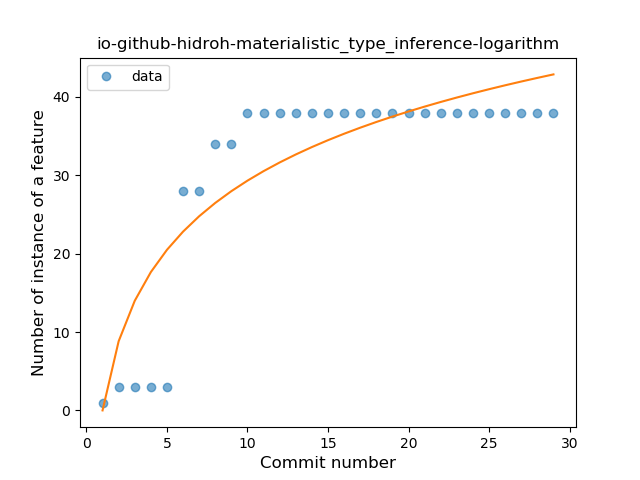 io-github-hidroh-materialistic_type_inference-logarithm
data
Number of instance of a feature
40
30
20
10
0
0 5 10 15 20 25 30
Commit number